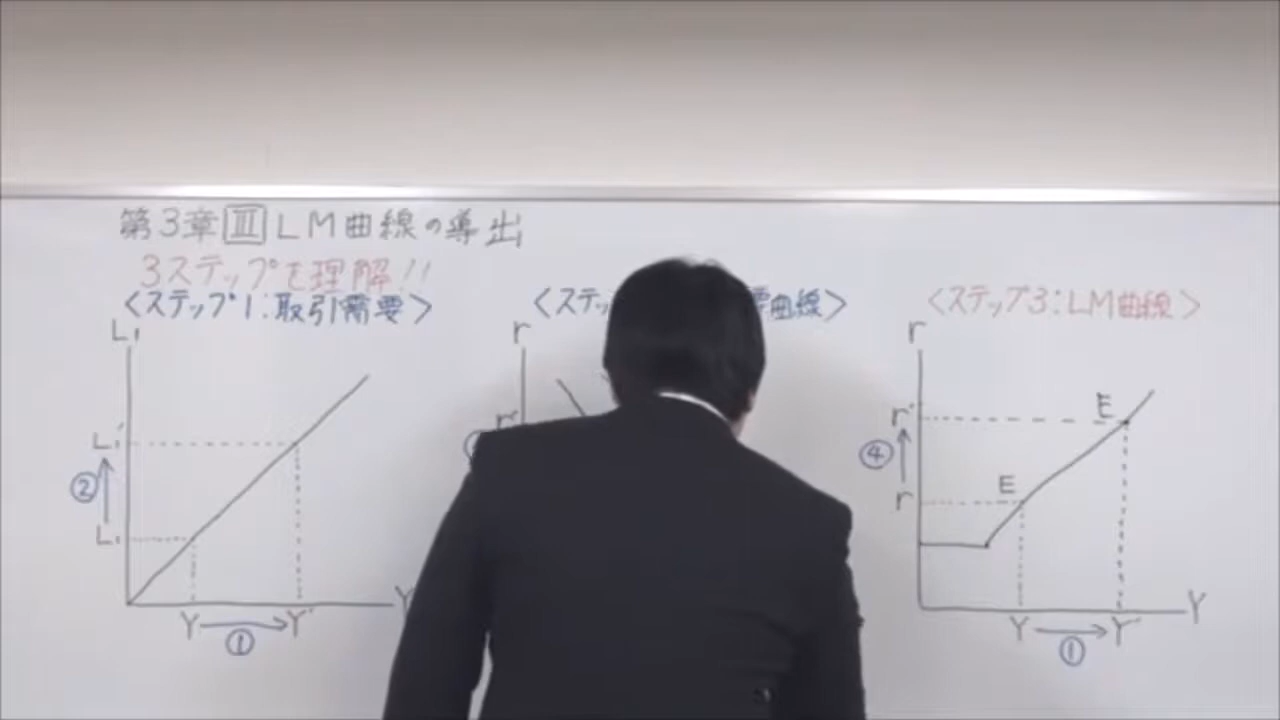 第3章 Ⅲ LM曲線の導出
3ステップを理解!!
〈ステップ1:取引需要〉
L₁
L₁'
②
L₁
Y
Y
Y'
①
〈ステッ
曲線〉
r
r'
〈ステップ3:LM曲線〉
r
r'
E
④
E
r
Y
Y
Y'
①